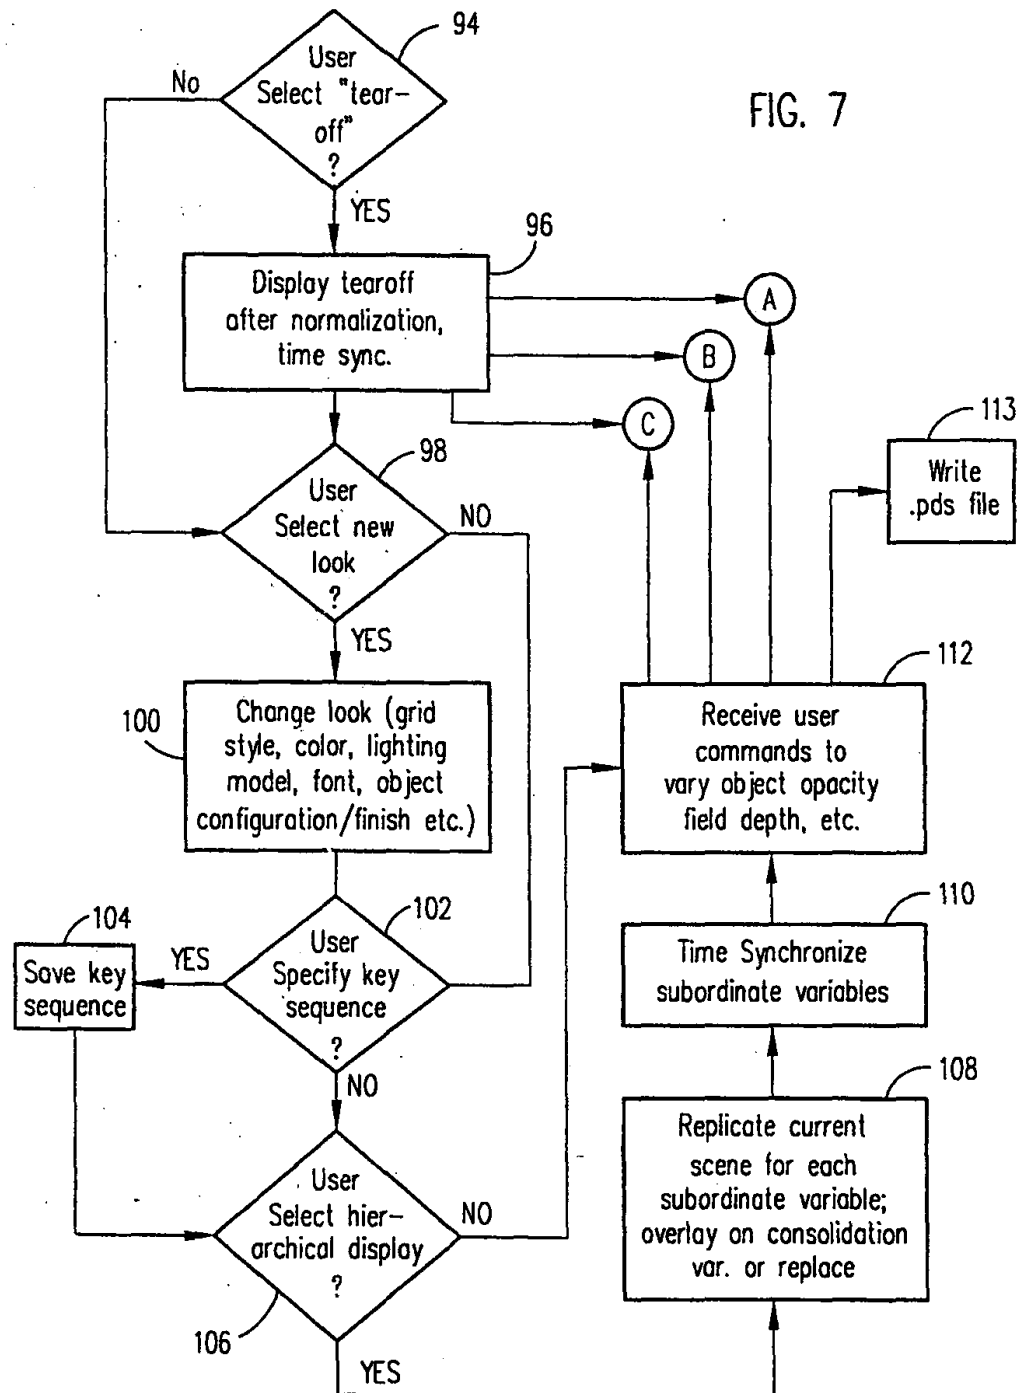 94
User
Select "tear-
off"
?
No
FIG. 7
YES
96
Display tearoff
after normalization,
time sync.
A
B
C
113
Write
.pds file
98
User
Select new
look
?
NO
YES
112
Receive user
commands to
vary object opacity
field depth, etc.
100
Change look (grid
style, color, lighting
model, font, object
configuration/finish etc.)
110
Time Synchronize
subordinate variables
102
User
Specify key
sequence
?
YES
104
Save key
sequence
NO
108
Replicate current
scene for each
subordinate variable;
overlay on consolidation
var. or replace
User
Select hier-
archical display
?
NO
106
YES